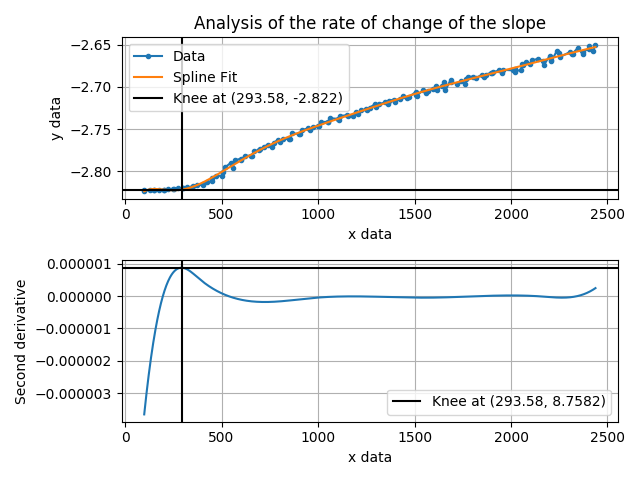 Analysis of the rate of change of the slope
−2.65
−2.70
−2.75
−2.80
y data
Data
Spline Fit
Knee at (293.58, -2.822)
0
500
1000
1500
2000
2500
x data
0.000001
0.000000
−0.000001
−0.000002
−0.000003
Second derivative
Knee at (293.58, 8.7582)
0
500
1000
1500
2000
2500
x data